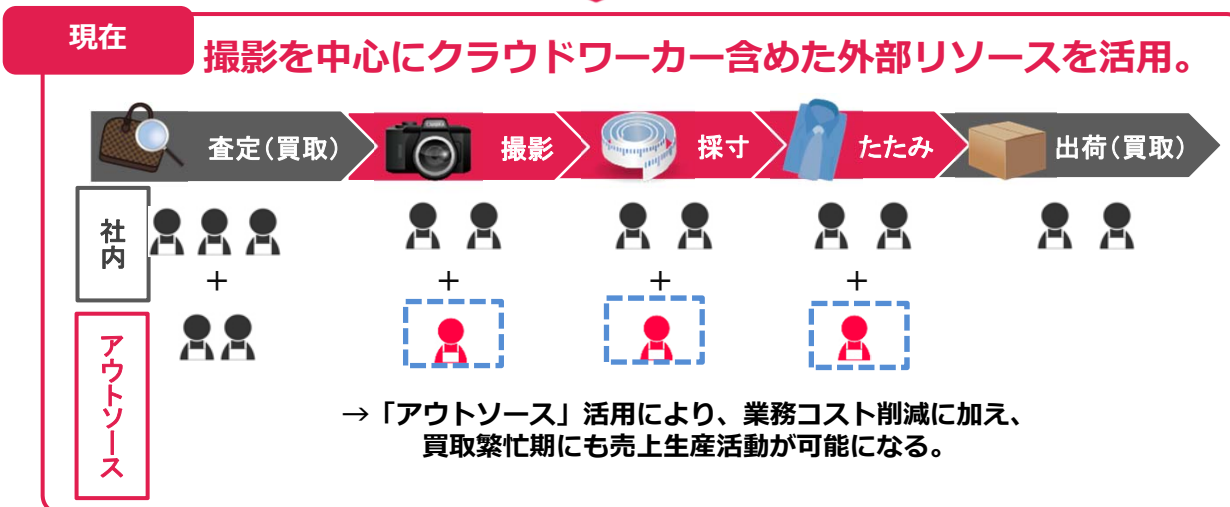 現在
撮影を中心にクラウドワーカー含めた外部リソースを活用。
査定(買取)
撮影
採寸
たたみ
出荷(買取)
社内
+
+
+
+
アウトソース
→「アウトソース」活用により、業務コスト削減に加え、
買取繁忙期にも売上生産活動が可能になる。